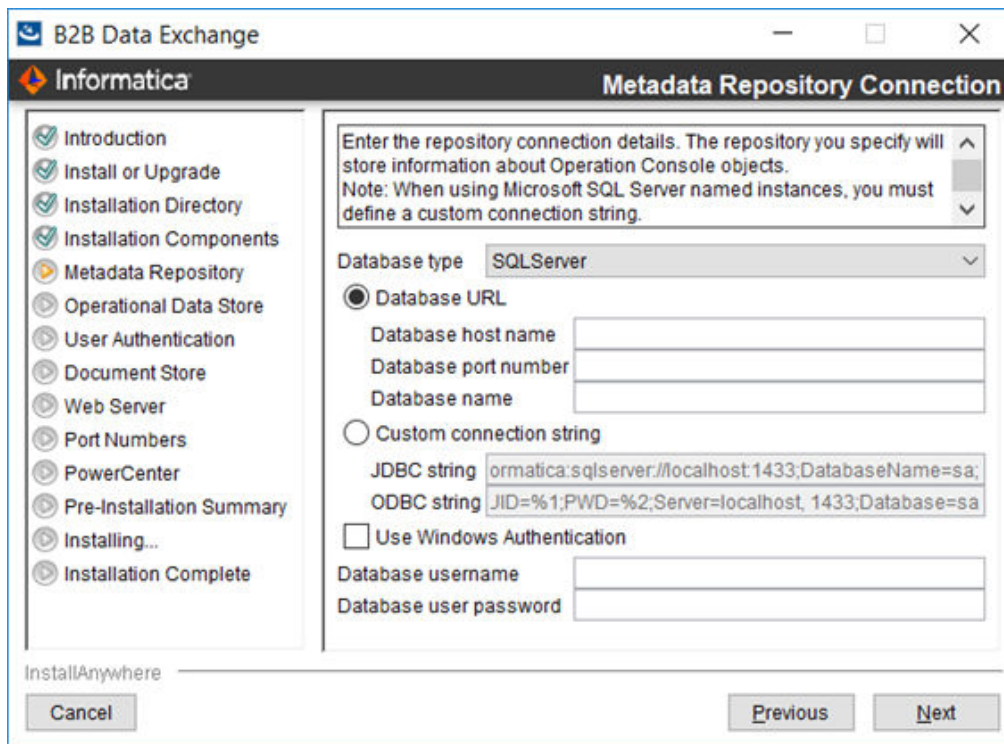 B2B Data Exchange
Informatica
Metadata Repository Connection
Introduction
Install or Upgrade
Installation Directory
Installation Components
Metadata Repository
Operational Data Store
User Authentication
Document Store
Web Server
Port Numbers
PowerCenter
Pre-Installation Summary
Installing...
Installation Complete
Enter the repository connection details. The repository you specify will
store information about Operation Console objects.
Note: When using Microsoft SQL Server named instances, you must
define a custom connection string.
Database type SQLServer
Database URL
Database host name
Database port number
Database name
Custom connection string
JDBC string ormatica:sqlserver://localhost:1433;DatabaseName=sa;
ODBC string JID=%1;PWD=%2;Server=localhost, 1433;Database=sa
Use Windows Authentication
Database username
Database user password
InstallAnywhere
Cancel
Previous
Next